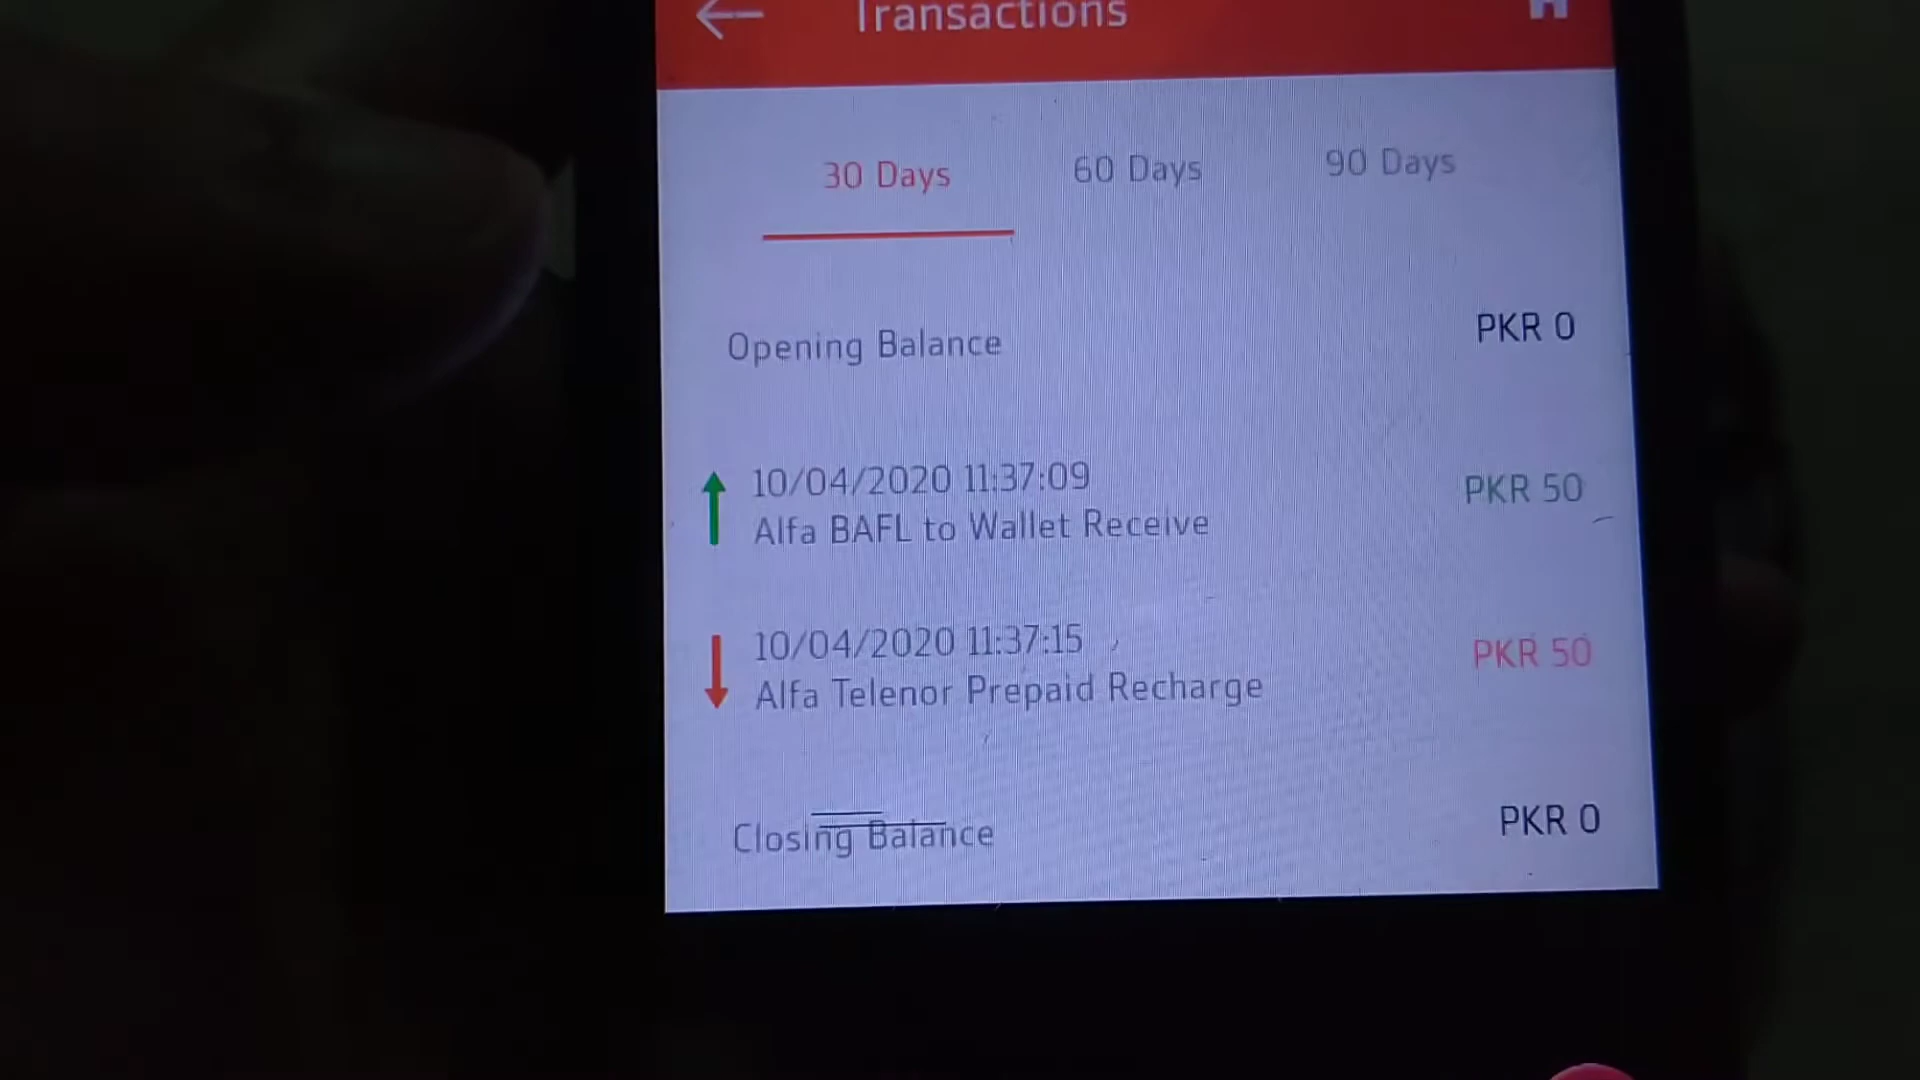 Transactions
30 Days 60 Days 90 Days
Opening Balance PKR 0
10/04/2020 11:37:09
Alfa BAFL to Wallet Receive PKR 50
10/04/2020 11:37:15
Alfa Telenor Prepaid Recharge PKR 50
Closing Balance PKR 0